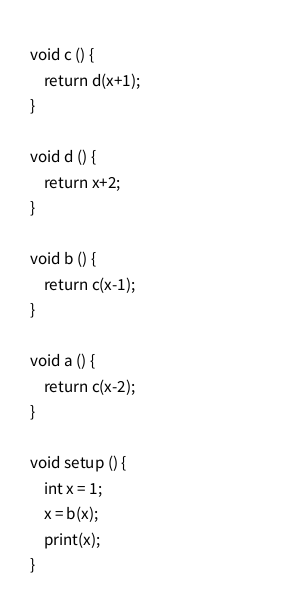 void c () {
return d(x+1);
}
void d () {
return x+2;
}
void b () {
return c(x-1);
}
void a () {
return c(x-2);
}
void setup () {
int x = 1;
x = b(x);
print(x);
}